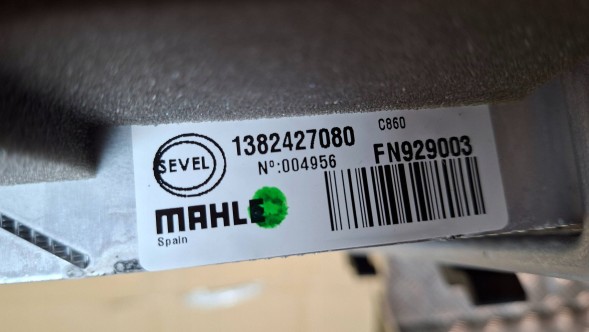 SEVEL
1382427080
C860
Nº:004956
FN929003
MAHLE
Spain